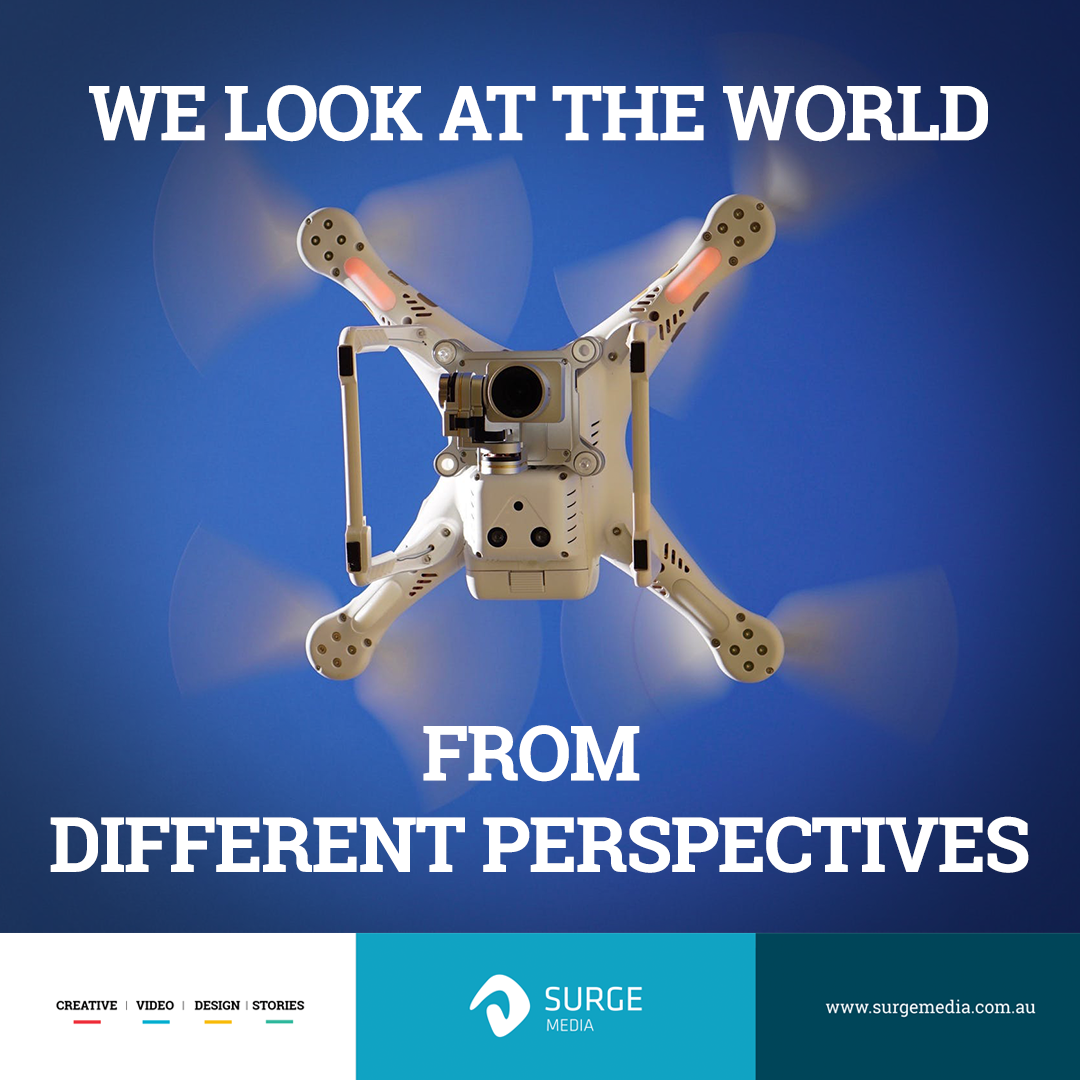 WE LOOK AT THE WORLD
FROM
DIFFERENT PERSPECTIVES
CREATIVE | VIDEO | DESIGN | STORIES
SURGE
MEDIA
www.surgemedia.com.au